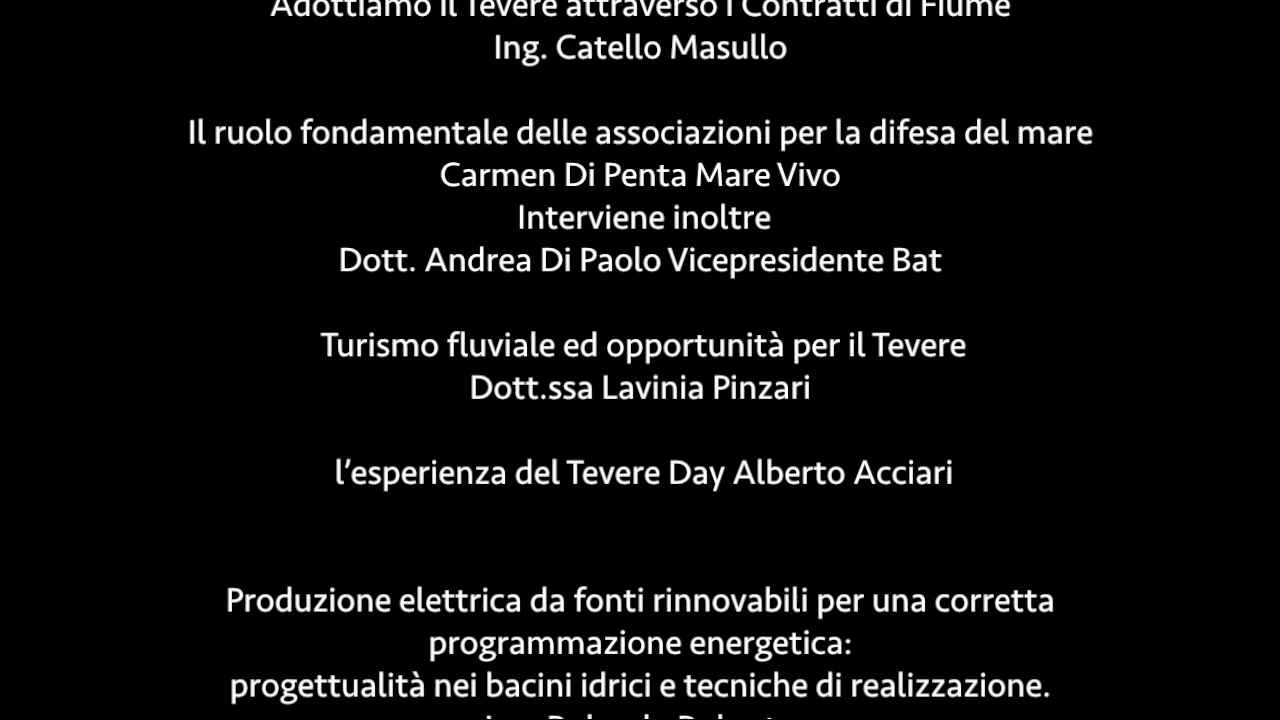 Adottiamo il Tevere attraverso i Contratti di Fiume
Ing. Catello Masullo
Il ruolo fondamentale delle associazioni per la difesa del mare
Carmen Di Penta Mare Vivo
Interviene inoltre
Dott. Andrea Di Paolo Vicepresidente Bat
Turismo fluviale ed opportunità per il Tevere
Dott.ssa Lavinia Pinzari
l’esperienza del Tevere Day Alberto Acciari
Produzione elettrica da fonti rinnovabili per una corretta
programmazione energetica:
progettualità nei bacini idrici e tecniche di realizzazione.